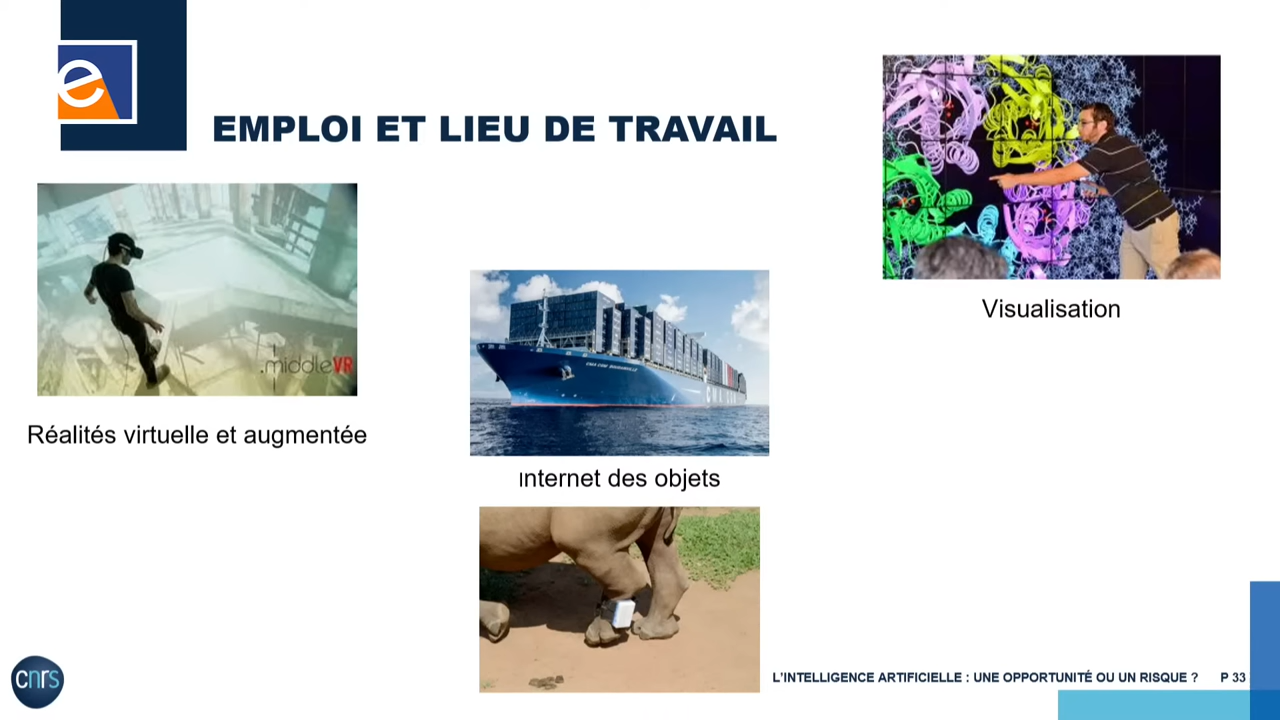 e
EMPLOI ET LIEU DE TRAVAIL
.middleVR
Réalités virtuelle et augmentée
Visualisation
Internet des objets
cnrs
L'INTELLIGENCE ARTIFICIELLE : UNE OPPORTUNITÉ OU UN RISQUE ? P 33